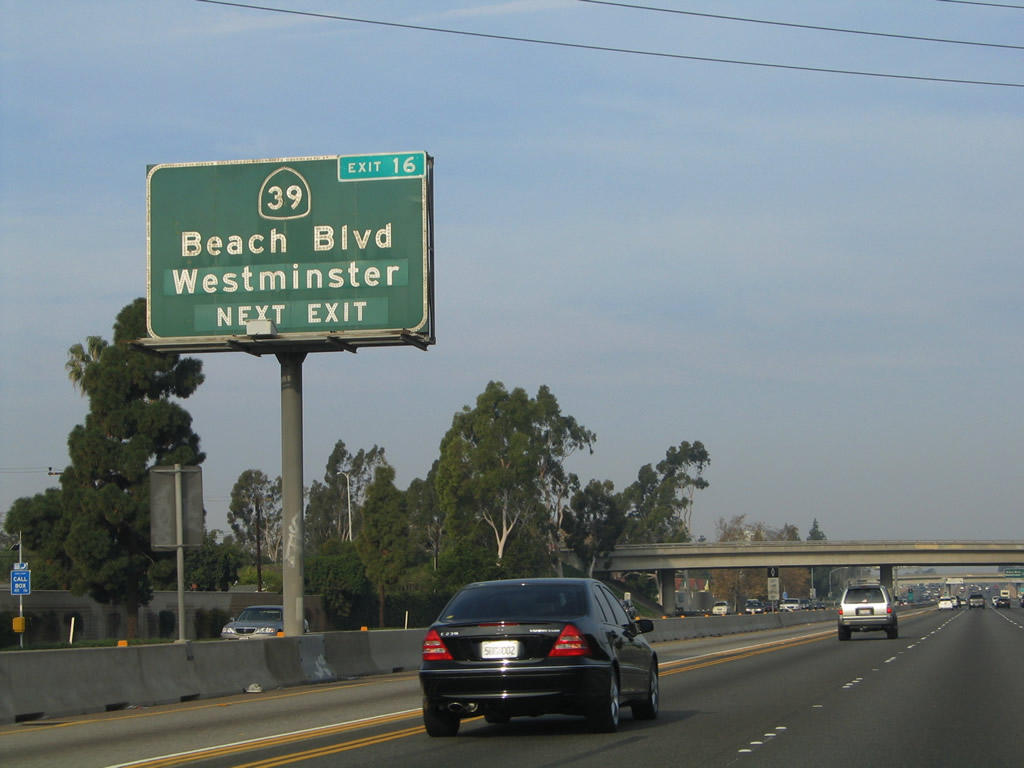 EXIT 16
39
Beach Blvd
Westminster
NEXT EXIT
CALL
BOX